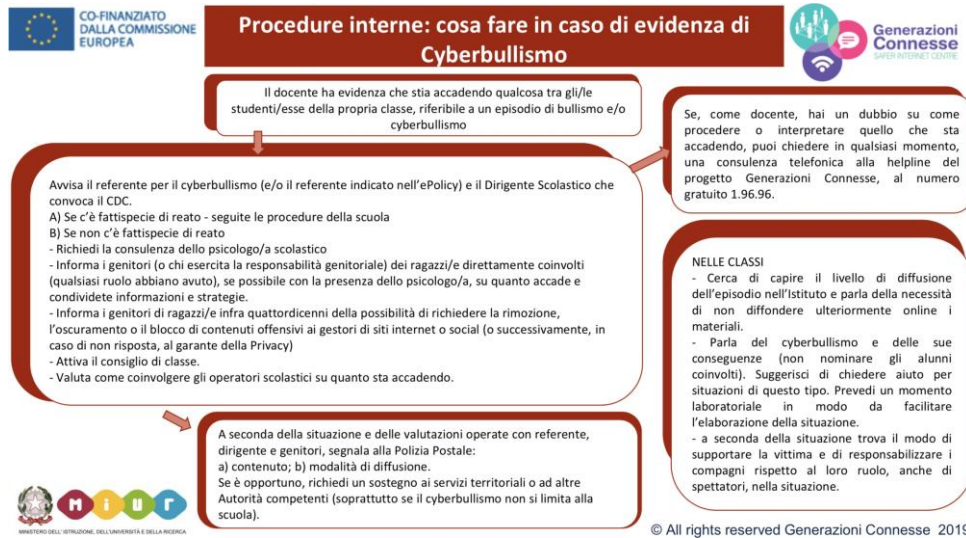 CO-FINANZIATO
DALLA COMMISSIONE
EUROPEA
Procedure interne: cosa fare in caso di evidenza di
Cyberbullismo
Generazioni
Connesse
SAFER INTERNET CENTRE
Il docente ha evidenza che stia accadendo qualcosa tra gli/le
studenti/esse della propria classe, riferibile a un episodio di bullismo e/o
cyberbullismo
Se, come docente, hai un dubbio su come
procedere o interpretare quello che sta
accadendo, puoi chiedere in qualsiasi momento,
una consulenza telefonica alla helpline del
progetto Generazioni Connesse, al numero
gratuito 1.96.96.
Avvisa il referente per il cyberbullismo (e/o il referente indicato nell'ePolicy) e il Dirigente Scolastico che
convoca il CDC.
A) Se c'è fattispecie di reato - seguite le procedure della scuola
B) Se non c'è fattispecie di reato
- Richiedi la consulenza dello psicologo/a scolastico
- Informa i genitori (o chi esercita la responsabilità genitoriale) dei ragazzi/e direttamente coinvolti
(qualsiasi ruolo abbiano avuto), se possibile con la presenza dello psicologo/a, su quanto accade e
condividete informazioni e strategie.
- Informa i genitori di ragazzi/e infra quattordicenni della possibilità di richiedere la rimozione,
l'oscuramento o il blocco di contenuti offensivi ai gestori di siti internet o social (o successivamente, in
caso di non risposta, al garante della Privacy)
- Attiva il consiglio di classe.
- Valuta come coinvolgere gli operatori scolastici su quanto sta accadendo.
NELLE CLASSI
- Cerca di capire il livello di diffusione
dell'episodio nell'Istituto e parla della necessità
di non diffondere ulteriormente online i
materiali.
- Parla del cyberbullismo e delle sue
conseguenze (non nominare gli alunni
coinvolti). Suggerisci di chiedere aiuto per
situazioni di questo tipo. Prevedi un momento
laboratoriale in modo da facilitare
l'elaborazione della situazione.
- a seconda della situazione trova il modo di
supportare la vittima e di responsabilizzare i
compagni rispetto al loro ruolo, anche di
spettatori, nella situazione.
A seconda della situazione e delle valutazioni operate con referente,
dirigente e genitori, segnala alla Polizia Postale:
a) contenuto; b) modalità di diffusione.
Se è opportuno, richiedi un sostegno ai servizi territoriali o ad altre
Autorità competenti (soprattutto se il cyberbullismo non si limita alla
scuola).
miur
MINISTERO DELL'ISTRUZIONE, DELL'UNIVERSITÀ E DELLA RICERCA
© All rights reserved Generazioni Connesse 2019